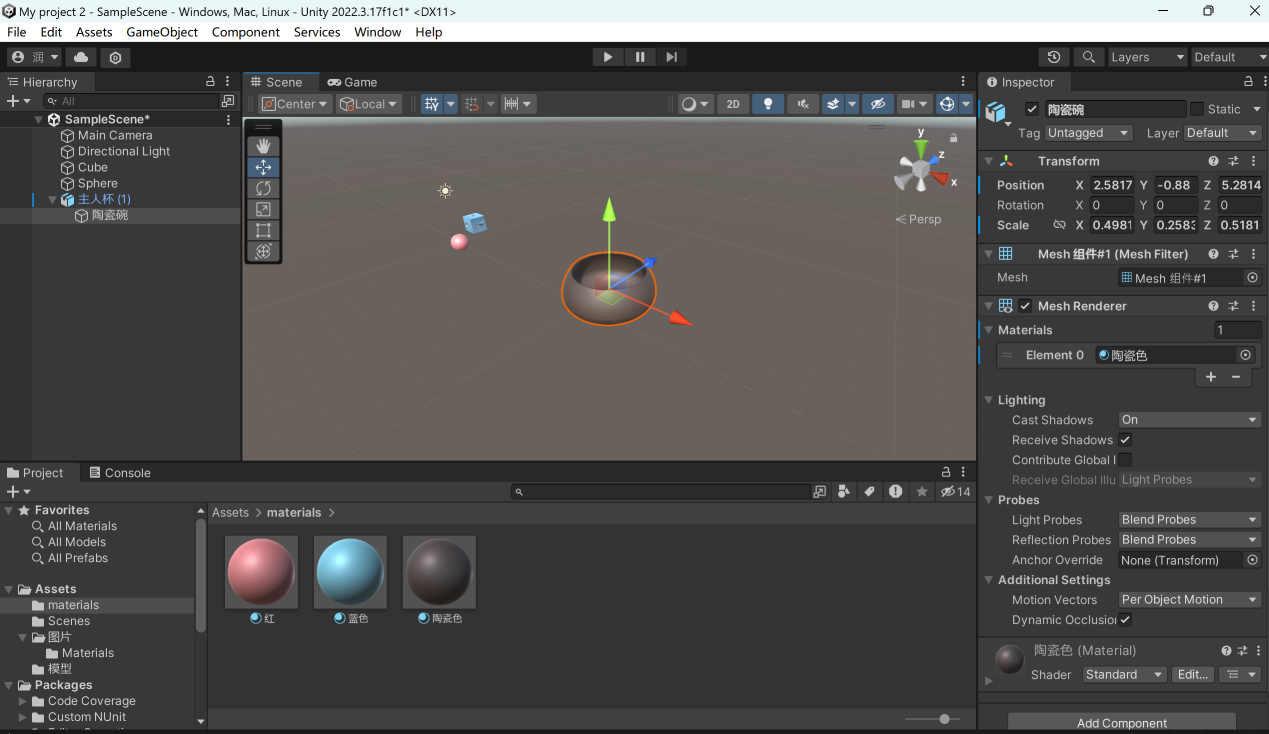 My project 2 - SampleScene - Windows, Mac, Linux - Unity 2022.3.17f1c1* <DX11>
File Edit Assets GameObject Component Services Window Help
润 Layers Default
Hierarchy
All
SampleScene*
Main Camera
Directional Light
Cube
Sphere
主人杯 (1)
陶瓷碗
Scene Game
Center Local 2D
y
z
x
Persp
Inspector
陶瓷碗 Static
Tag Untagged Layer Default
Transform
Position X 2.5817 Y -0.88 Z 5.2814
Rotation X 0 Y 0 Z 0
Scale X 0.4981 Y 0.2583 Z 0.5181
Mesh 组件#1 (Mesh Filter)
Mesh Mesh 组件#1
Mesh Renderer
Materials 1
Element 0 陶瓷色
Lighting
Cast Shadows On
Receive Shadows
Contribute Global I
Receive Global Illu Light Probes
Probes
Light Probes Blend Probes
Reflection Probes Blend Probes
Anchor Override None (Transform)
Additional Settings
Motion Vectors Per Object Motion
Dynamic Occlusion
陶瓷色 (Material)
Shader Standard Edit...
Add Component
Project Console
14
Favorites
All Materials
All Models
All Prefabs
Assets
materials
Scenes
图片
Materials
模型
Packages
Code Coverage
Custom NUnit
Assets > materials >
红 蓝色 陶瓷色